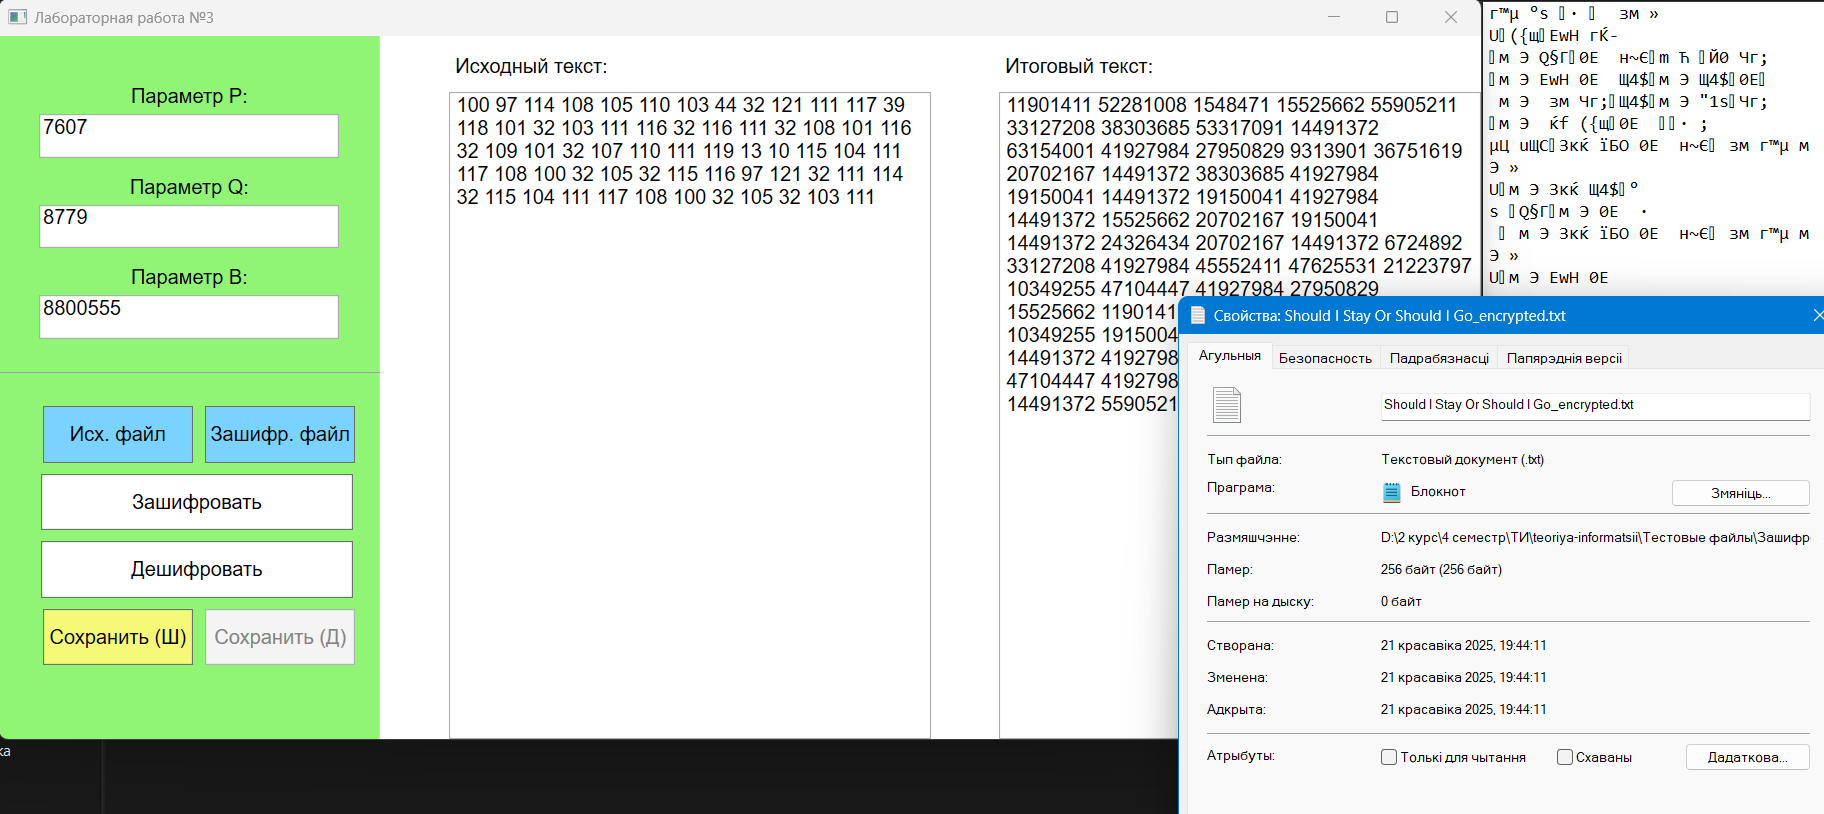 Лабораторная работа №3
Параметр P:
7607
Параметр Q:
8779
Параметр B:
8800555
Исх. файл
Зашифр. файл
Зашифровать
Дешифровать
Сохранить (Ш)
Сохранить (Д)
Исходный текст:
100 97 114 108 105 110 103 44 32 121 111 117 39
118 101 32 103 111 116 32 116 111 32 108 101 116
32 109 101 32 107 110 111 119 13 10 115 104 111
117 108 100 32 105 32 115 116 97 121 32 111 114
32 115 104 111 117 108 100 32 105 32 103 111
Итоговый текст:
11901411 52281008 1548471 15525662 55905211
33127208 38303685 53317091 14491372
63154001 41927984 27950829 9313901 36751619
20702167 14491372 38303685 41927984
19150041 14491372 19150041 41927984
14491372 15525662 20702167 19150041
14491372 24326434 20702167 14491372 6724892
33127208 41927984 45552411 47625531 21223797
10349255 47104447 41927984 27950829
15525662 1190141
10349255 1915004
14491372 4192798
47104447 4192798
14491372 5590521
Свойства: Should I Stay Or Should I Go_encrypted.txt
Агульныя
Безопасность
Падрабязнасці
Папярэднія версіі
Should I Stay Or Should I Go_encrypted.txt
Тып файла:
Текстовый документ (.txt)
Праграма:
Блокнот
Змяніць...
Размяшчэнне:
D:\2 курс\4 семестр\ТИ\teoriya-informatsii\Тестовые файлы\Зашифр
Памер:
256 байт (256 байт)
Памер на дыску:
0 байт
Створана:
21 красавіка 2025, 19:44:11
Зменена:
21 красавіка 2025, 19:44:11
Адкрыта:
21 красавіка 2025, 19:44:11
Атрыбуты:
Толькі для чытання
Схаваны
Дадаткова...
ка